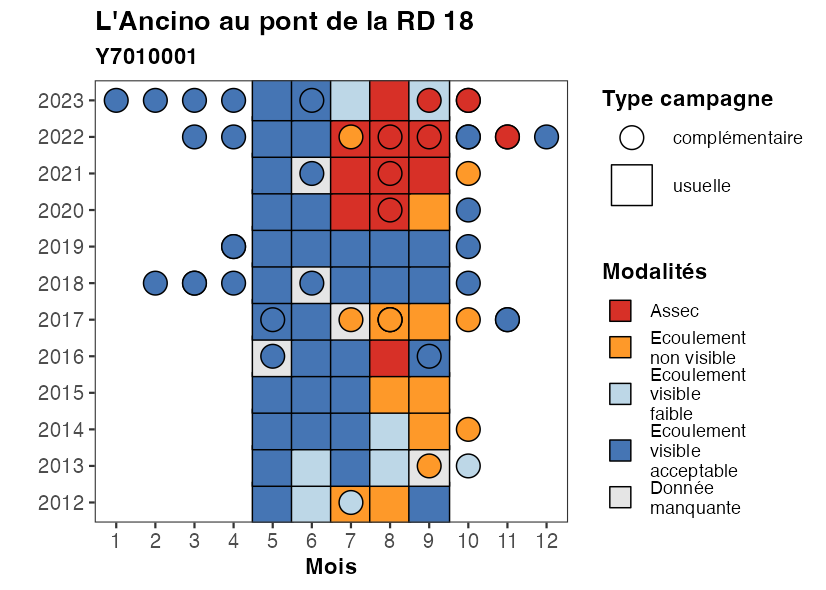 L'Ancino au pont de la RD 18
Y7010001
2023
2022
2021
2020
2019
2018
2017
2016
2015
2014
2013
2012
1 2 3 4 5 6 7 8 9 10 11 12
Mois
Type campagne
complémentaire
usuelle
Modalités
Assec
Ecoulement
non visible
Ecoulement
visible
faible
Ecoulement
visible
acceptable
Donnée
manquante